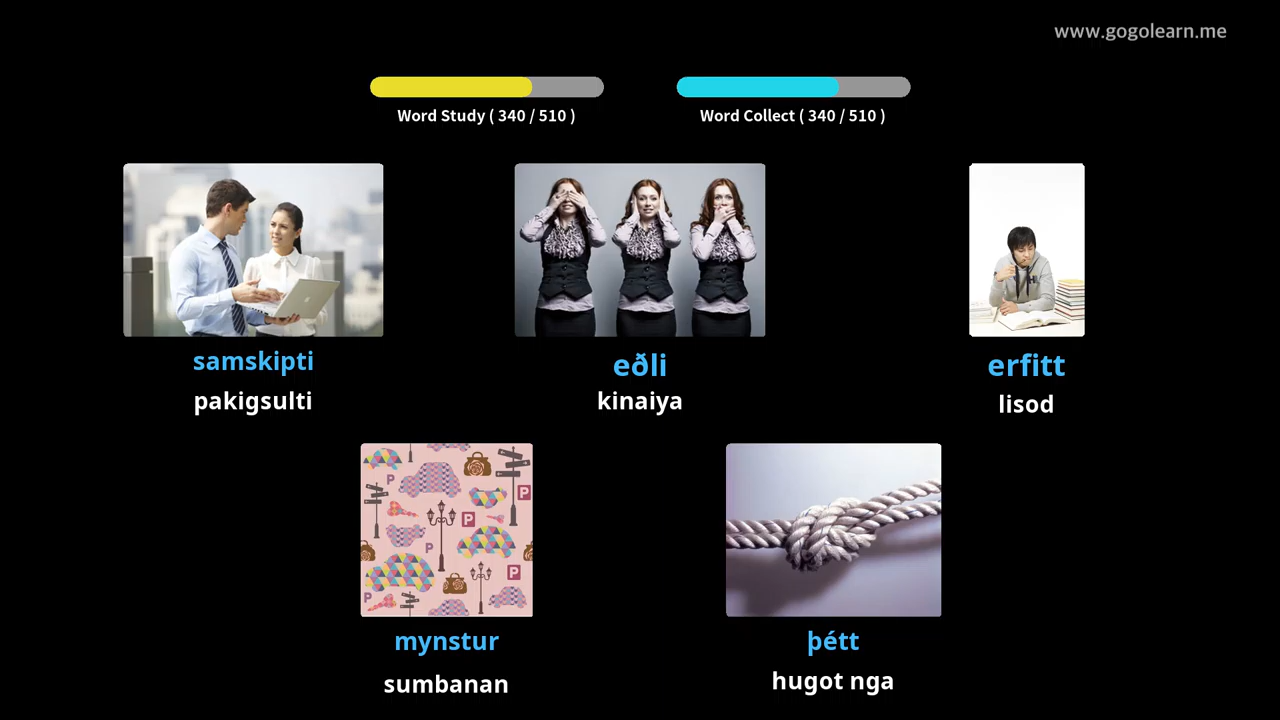 www.gogolearn.me
Word Study ( 340 / 510 )
Word Collect ( 340 / 510 )
samskipti
pakigsulti
eðli
kinaiya
erfitt
lisod
P
P
P
P
P
P
mynstur
sumbanan
þétt
hugot nga